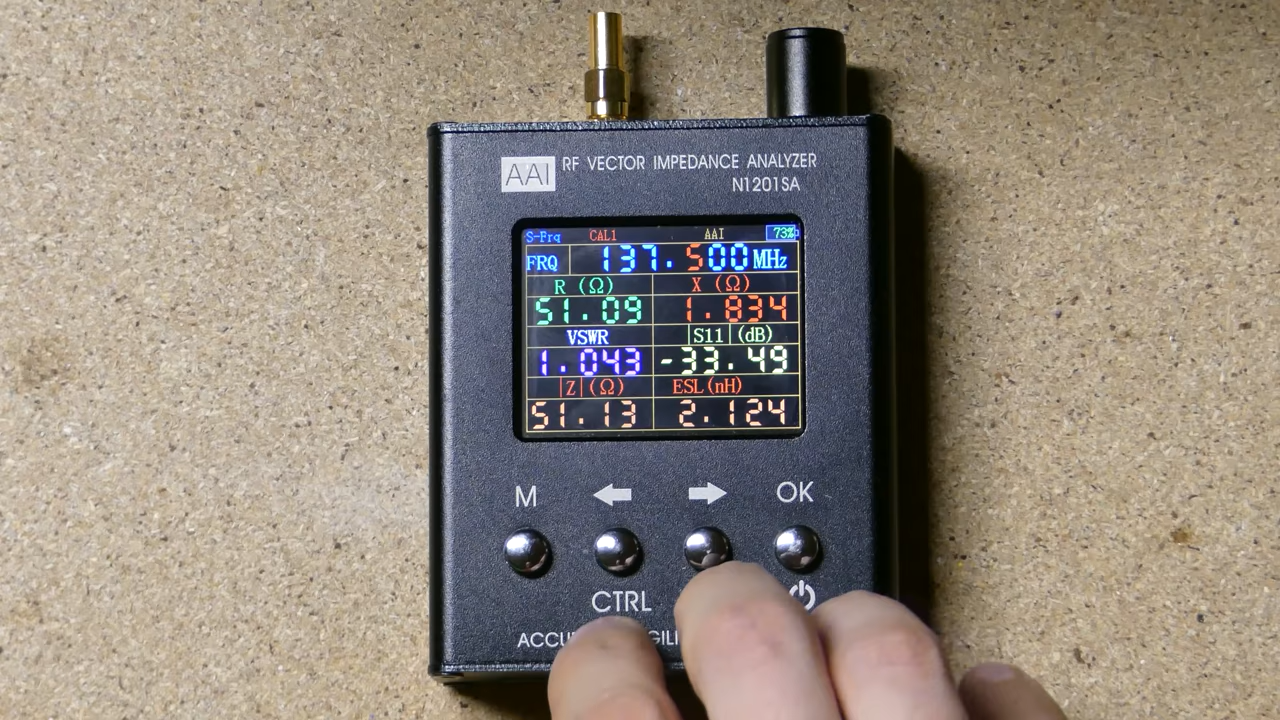 AAI RF VECTOR IMPEDANCE ANALYZER
N1201SA
S-Frq CAL1 AAI 73%
FRQ 137.500 MHz
R (Ω) X (Ω)
51.09 1.834
VSWR |S11|(dB)
1.043 -33.49
|Z|(Ω) ESL(nH)
51.13 2.124
M ← → OK
CTRL